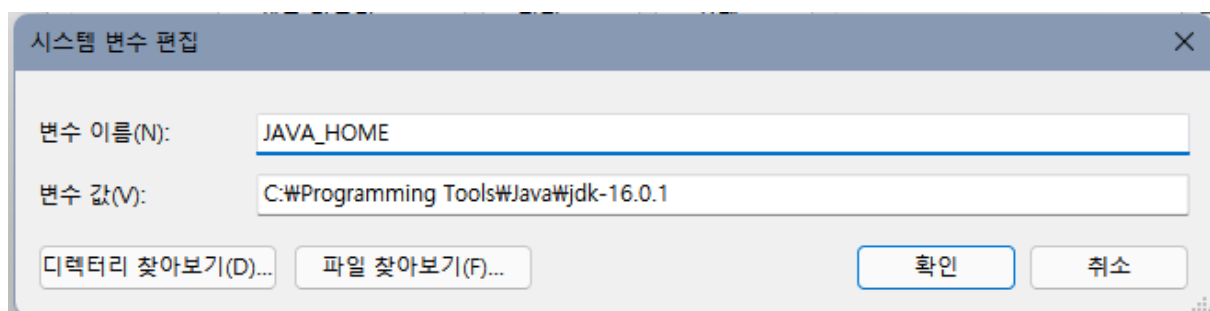 시스템 변수 편집
변수 이름(N): JAVA_HOME
변수 값(V): C:₩Programming Tools₩Java₩jdk-16.0.1
디렉터리 찾아보기(D)... 파일 찾아보기(F)... 확인 취소